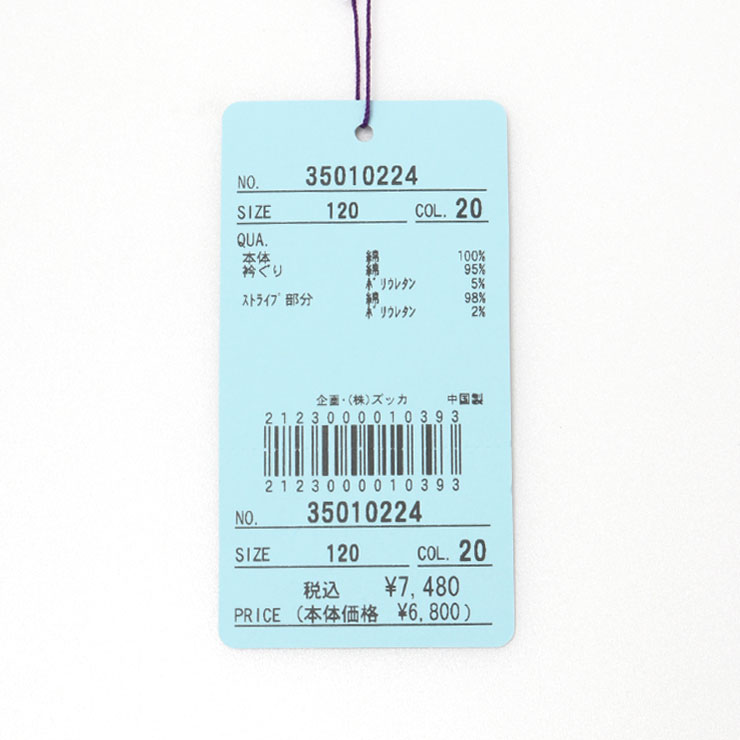 NO. 35010224
SIZE 120 COL. 20
QUA.
本体 綿 100%
衿ぐり 綿 95%
ﾎﾟﾘｳﾚﾀﾝ 5%
ｽﾄﾗｲﾌﾟ部分 綿 98%
ﾎﾟﾘｳﾚﾀﾝ 2%
企画・(株)ズッカ 中国製
2123000010393
2123000010393
NO. 35010224
SIZE 120 COL. 20
税込 ¥7,480
PRICE (本体価格 ¥6,800)